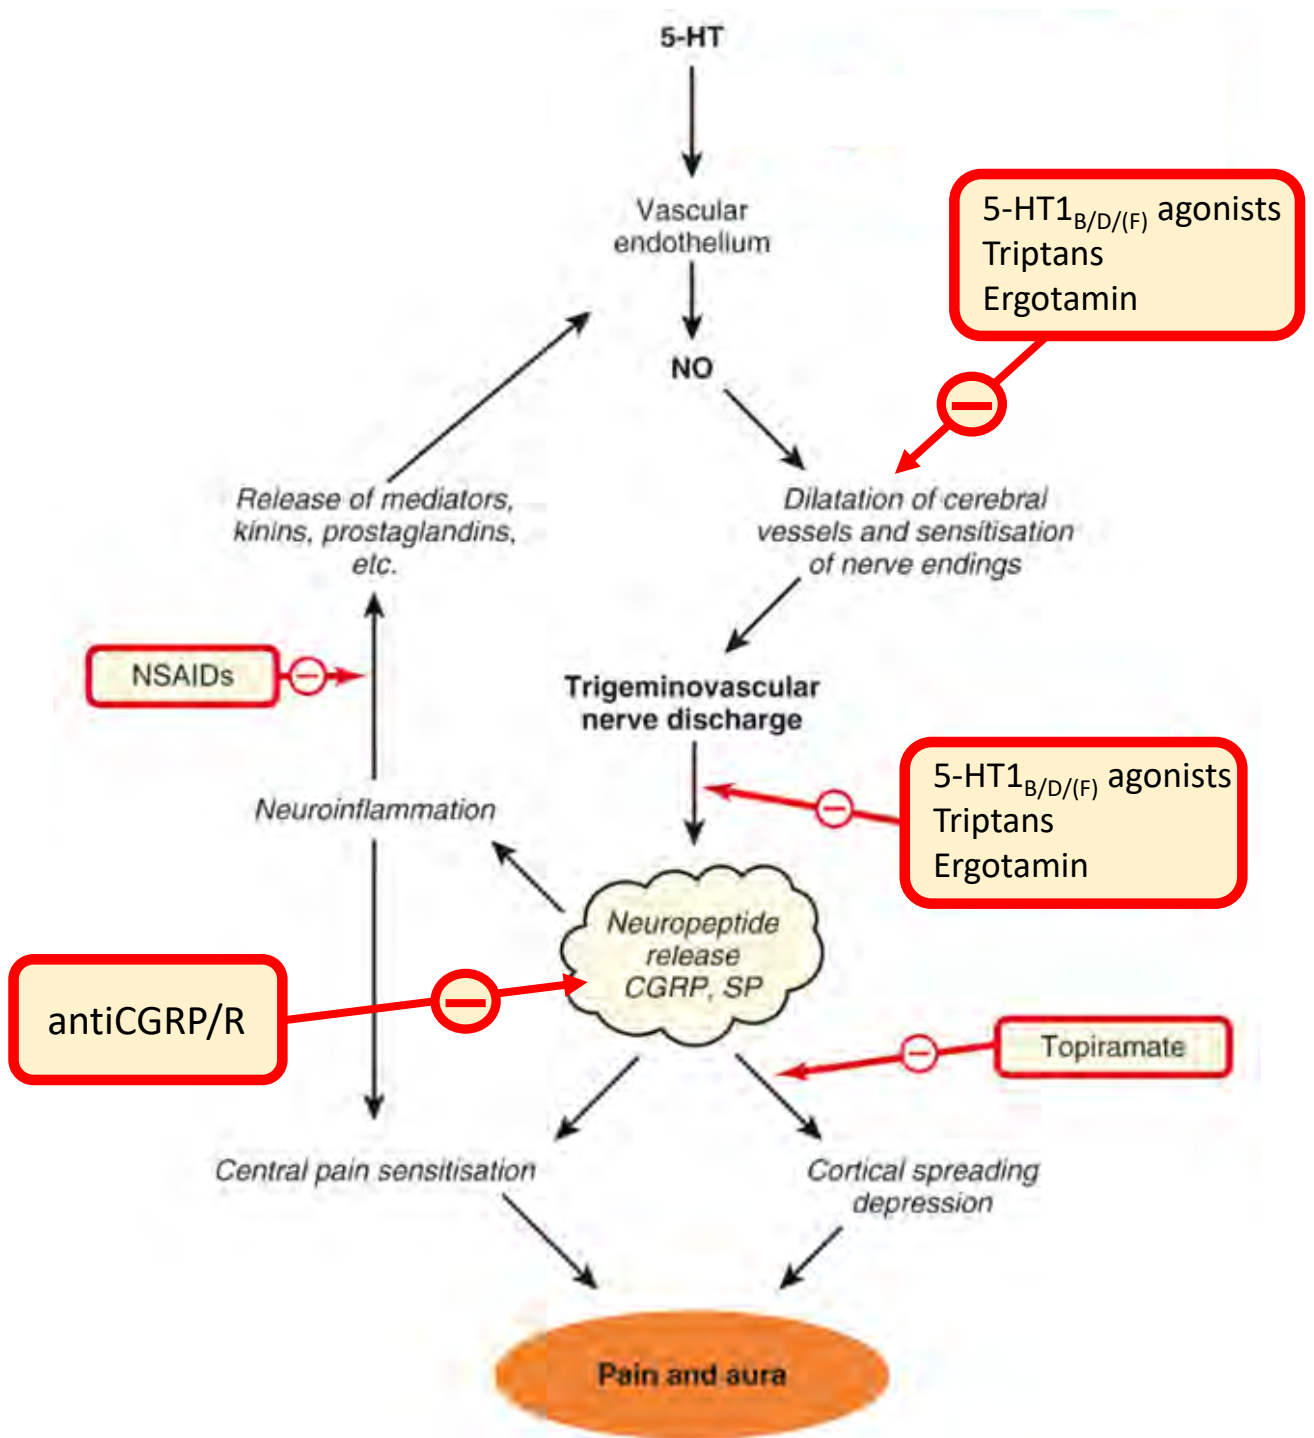 5-HT
Vascular
endothelium
5-HT1B/D/(F) agonists
Triptans
Ergotamin
NO
Release of mediators,
kinins, prostaglandins,
etc.
Dilatation of cerebral
vessels and sensitisation
of nerve endings
NSAIDs
Trigeminovascular
nerve discharge
5-HT1B/D/(F) agonists
Triptans
Ergotamin
Neuroinflammation
Neuropeptide
release
CGRP, SP
antiCGRP/R
Topiramate
Central pain sensitisation
Cortical spreading
depression
Pain and aura